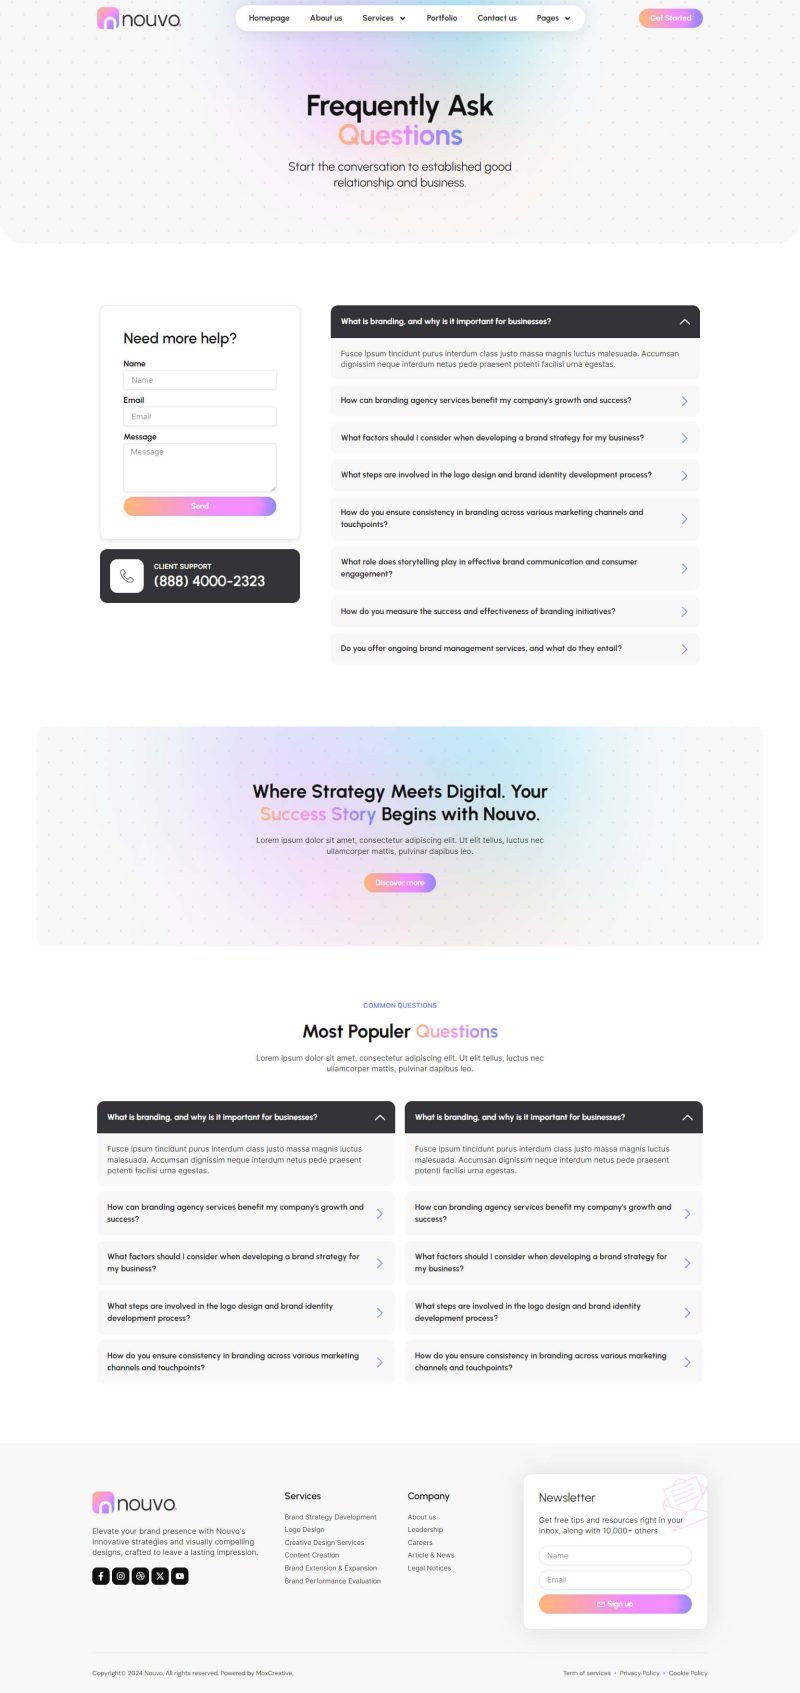 nouvo.
Homepage About us Services Portfolio Contact us Pages
Get Started
Frequently Ask
Questions
Start the conversation to established good
relationship and business.
Need more help?
Name
Name
Email
Email
Message
Message
Send
CLIENT SUPPORT
(888) 4000-2323
What is branding, and why is it important for businesses?
Fusce ipsum tincidunt purus interdum class justo massa magnis luctus malesuada. Accumsan
dignissim neque interdum netus pede praesent potenti facilisi urna egestas.
How can branding agency services benefit my company's growth and success?
What factors should I consider when developing a brand strategy for my business?
What steps are involved in the logo design and brand identity development process?
How do you ensure consistency in branding across various marketing channels and
touchpoints?
What role does storytelling play in effective brand communication and consumer
engagement?
How do you measure the success and effectiveness of branding initiatives?
Do you offer ongoing brand management services, and what do they entail?
Where Strategy Meets Digital. Your
Success Story Begins with Nouvo.
Lorem ipsum dolor sit amet, consectetur adipiscing elit. Ut elit tellus, luctus nec
ullamcorper mattis, pulvinar dapibus leo.
Discover more
COMMON QUESTIONS
Most Populer Questions
Lorem ipsum dolor sit amet, consectetur adipiscing elit. Ut elit tellus, luctus nec
ullamcorper mattis, pulvinar dapibus leo.
What is branding, and why is it important for businesses?
Fusce ipsum tincidunt purus interdum class justo massa magnis luctus
malesuada. Accumsan dignissim neque interdum netus pede praesent
potenti facilisi urna egestas.
How can branding agency services benefit my company's growth and
success?
What factors should I consider when developing a brand strategy for
my business?
What steps are involved in the logo design and brand identity
development process?
How do you ensure consistency in branding across various marketing
channels and touchpoints?
What is branding, and why is it important for businesses?
Fusce ipsum tincidunt purus interdum class justo massa magnis luctus
malesuada. Accumsan dignissim neque interdum netus pede praesent
potenti facilisi urna egestas.
How can branding agency services benefit my company's growth and
success?
What factors should I consider when developing a brand strategy for
my business?
What steps are involved in the logo design and brand identity
development process?
How do you ensure consistency in branding across various marketing
channels and touchpoints?
nouvo.
Elevate your brand presence with Nouvo's
innovative strategies and visually compelling
designs, crafted to leave a lasting impression.
Services
Brand Strategy Development
Logo Design
Creative Design Services
Content Creation
Brand Extension & Expansion
Brand Performance Evaluation
Company
About us
Leadership
Careers
Article & News
Legal Notices
Newsletter
Get free tips and resources right in your
inbox, along with 10,000+ others
Name
Email
Sign up
Copyright© 2024 Nouvo, All rights reserved. Powered by MoxCreative.
Term of services • Privacy Policy • Cookie Policy